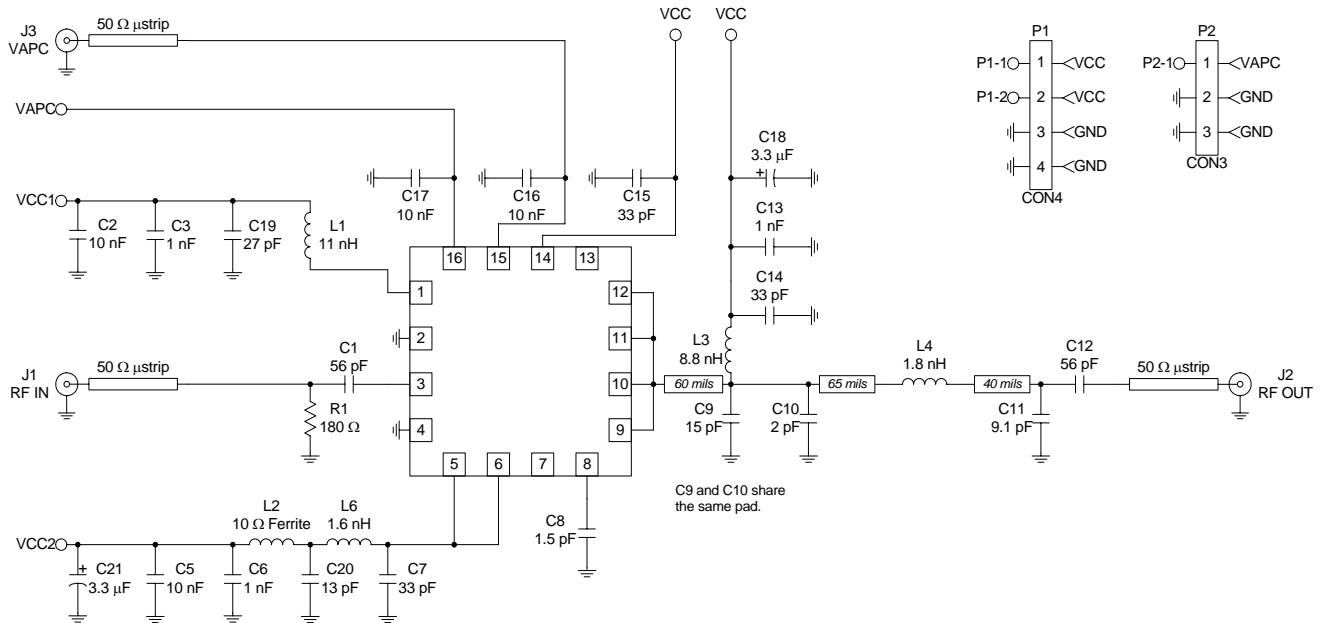 J3
VAPC
50 Ω μstrip
VAPC
VCC
VCC
P1
P1-1
1
VCC
P1-2
2
VCC
3
GND
4
GND
CON4
P2
P2-1
1
VAPC
2
GND
3
GND
CON3
C17
10 nF
C16
10 nF
C15
33 pF
C18
+
3.3 μF
C13
1 nF
C14
33 pF
VCC1
C2
10 nF
C3
1 nF
C19
27 pF
L1
11 nH
16
15
14
13
1
2
3
4
12
11
10
9
5
6
7
8
J1
RF IN
50 Ω μstrip
C1
56 pF
R1
180 Ω
L3
8.8 nH
60 mils
C9
15 pF
C10
2 pF
65 mils
L4
1.8 nH
40 mils
C11
9.1 pF
C12
56 pF
50 Ω μstrip
J2
RF OUT
C9 and C10 share
the same pad.
C8
1.5 pF
VCC2
L2
10 Ω Ferrite
L6
1.6 nH
+
C21
3.3 μF
C5
10 nF
C6
1 nF
C20
13 pF
C7
33 pF